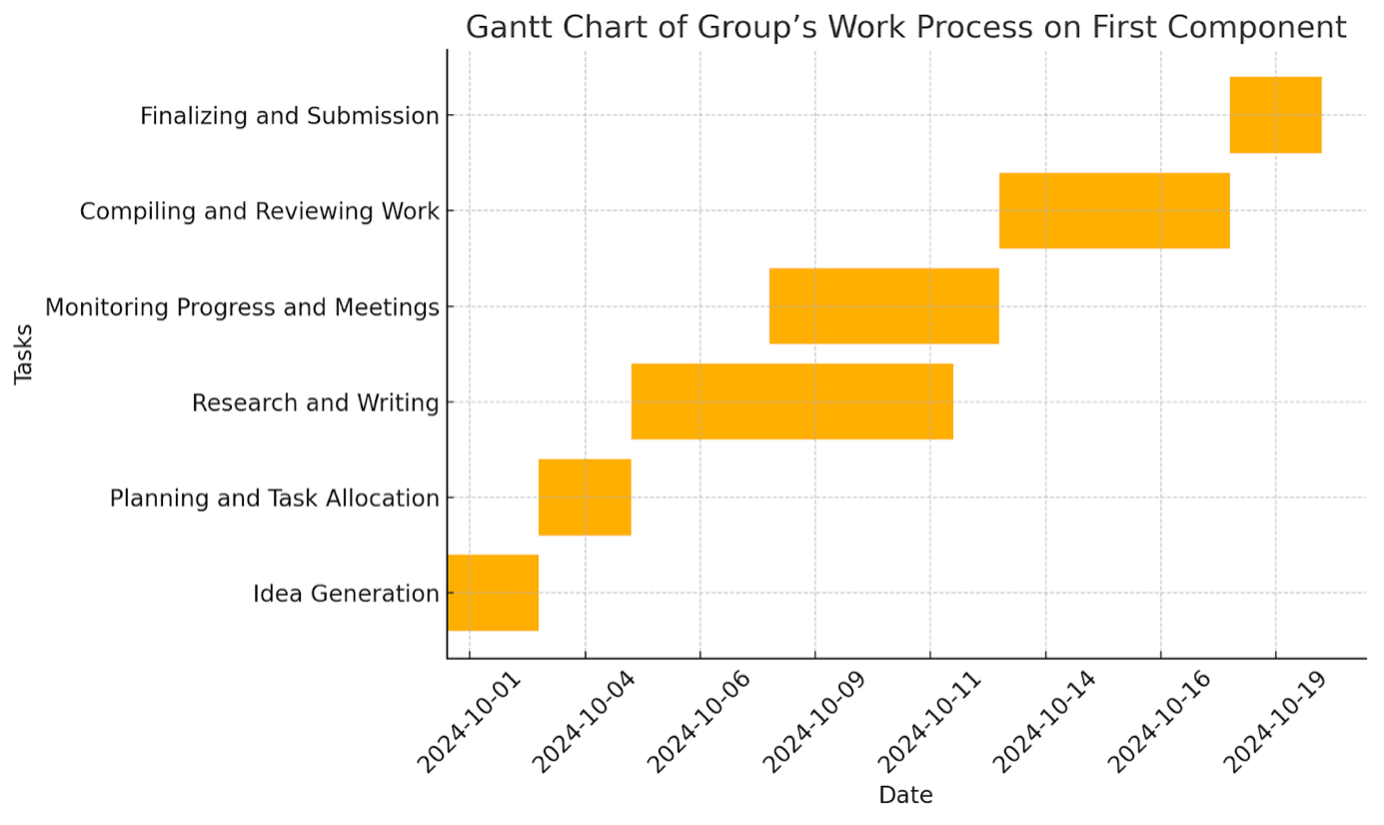 Gantt Chart of Group’s Work Process on First Component
Finalizing and Submission
Compiling and Reviewing Work
Monitoring Progress and Meetings
Research and Writing
Planning and Task Allocation
Idea Generation
Tasks
2024-10-01
2024-10-04
2024-10-06
2024-10-09
2024-10-11
2024-10-14
2024-10-16
2024-10-19
Date